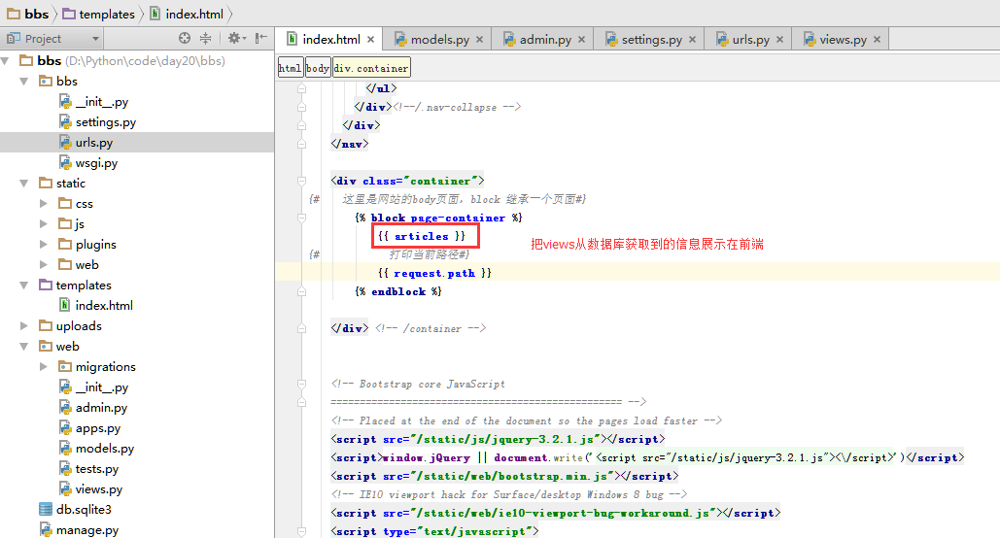 bbs templates index.html
Project
index.html models.py admin.py settings.py urls.py views.py
html body div.container
bbs (D:\Python\code\day20\bbs)
bbs
__init__.py
settings.py
urls.py
wsgi.py
static
css
js
plugins
web
templates
index.html
uploads
web
migrations
__init__.py
admin.py
apps.py
models.py
tests.py
views.py
db.sqlite3
manage.py
</ul>
</div><!--/.nav-collapse -->
</div>
</nav>
<div class="container">
{#    这里是网站的body页面，block 继承一个页面#}
{% block page-container %}
{{ articles }}
把views从数据库获取到的信息展示在前端
{#          打印当前路径#}
{{ request.path }}
{% endblock %}
</div> <!-- /container -->
<!-- Bootstrap core JavaScript
================================================== -->
<!-- Placed at the end of the document so the pages load faster -->
<script src="/static/js/jquery-3.2.1.js"></script>
<script>window.jQuery || document.write('<script src="/static/js/jquery-3.2.1.js"><\/script>')</script>
<script src="/static/web/bootstrap.min.js"></script>
<!-- IE10 viewport hack for Surface/desktop Windows 8 bug -->
<script src="/static/web/ie10-viewport-bug-workaround.js"></script>
<script type="text/javascript">